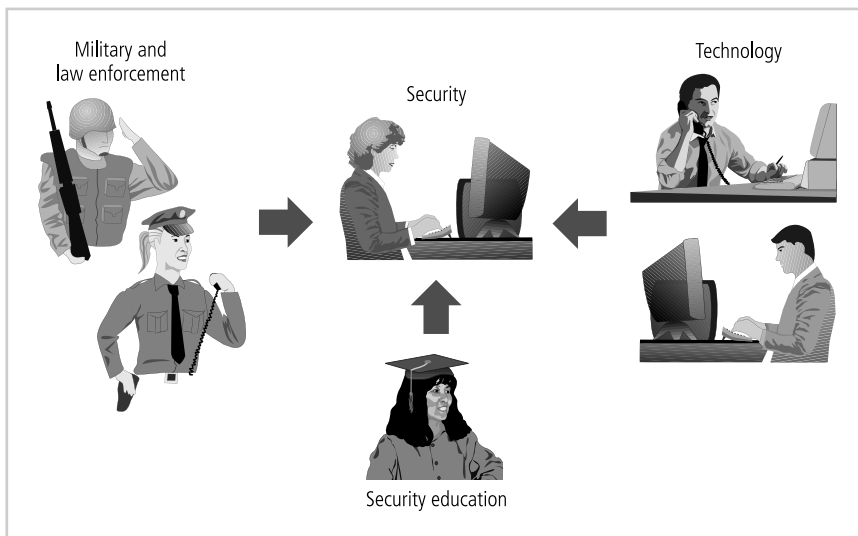 Military and
law enforcement
Security
Technology
Security education